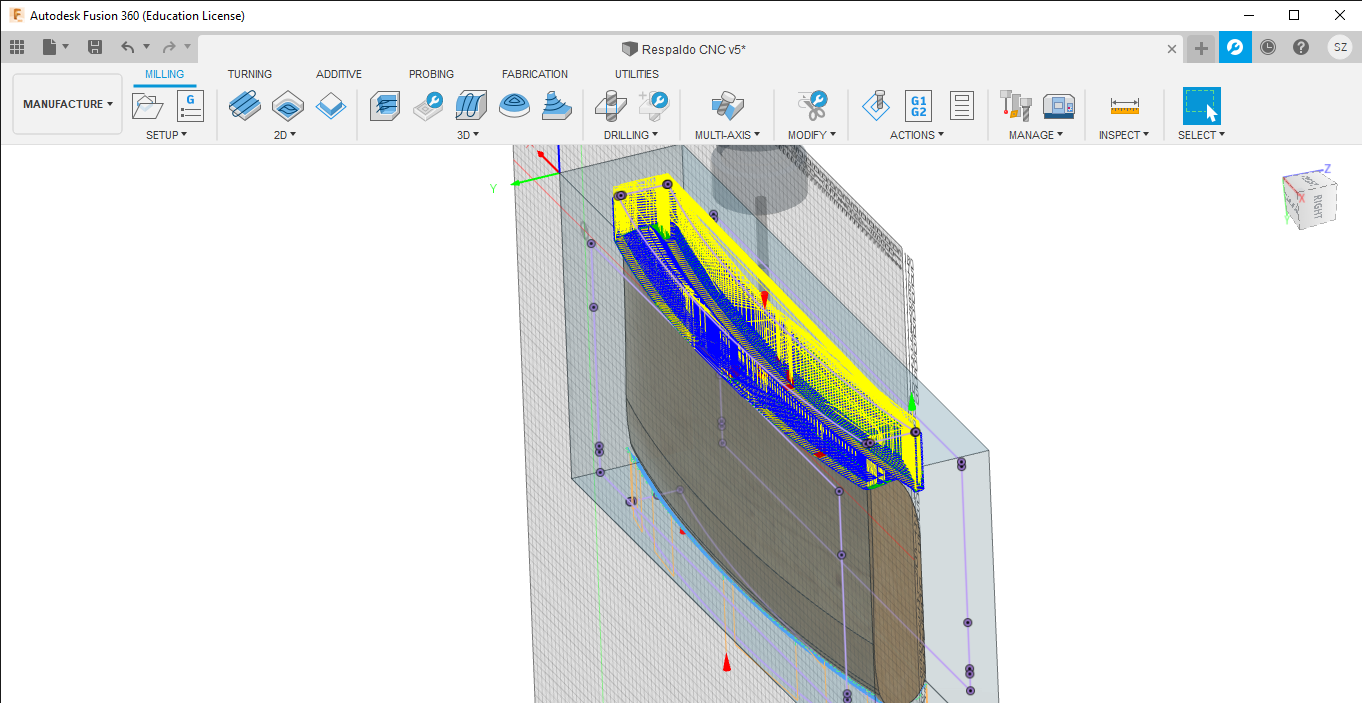 Autodesk Fusion 360 (Education License)
Respaldo CNC v5*
SZ
MILLING TURNING ADDITIVE PROBING FABRICATION UTILITIES
MANUFACTURE
G
G1
G2
SETUP 2D 3D DRILLING MULTI-AXIS MODIFY ACTIONS MANAGE INSPECT SELECT
Y
Z
X
RIGHT
Y